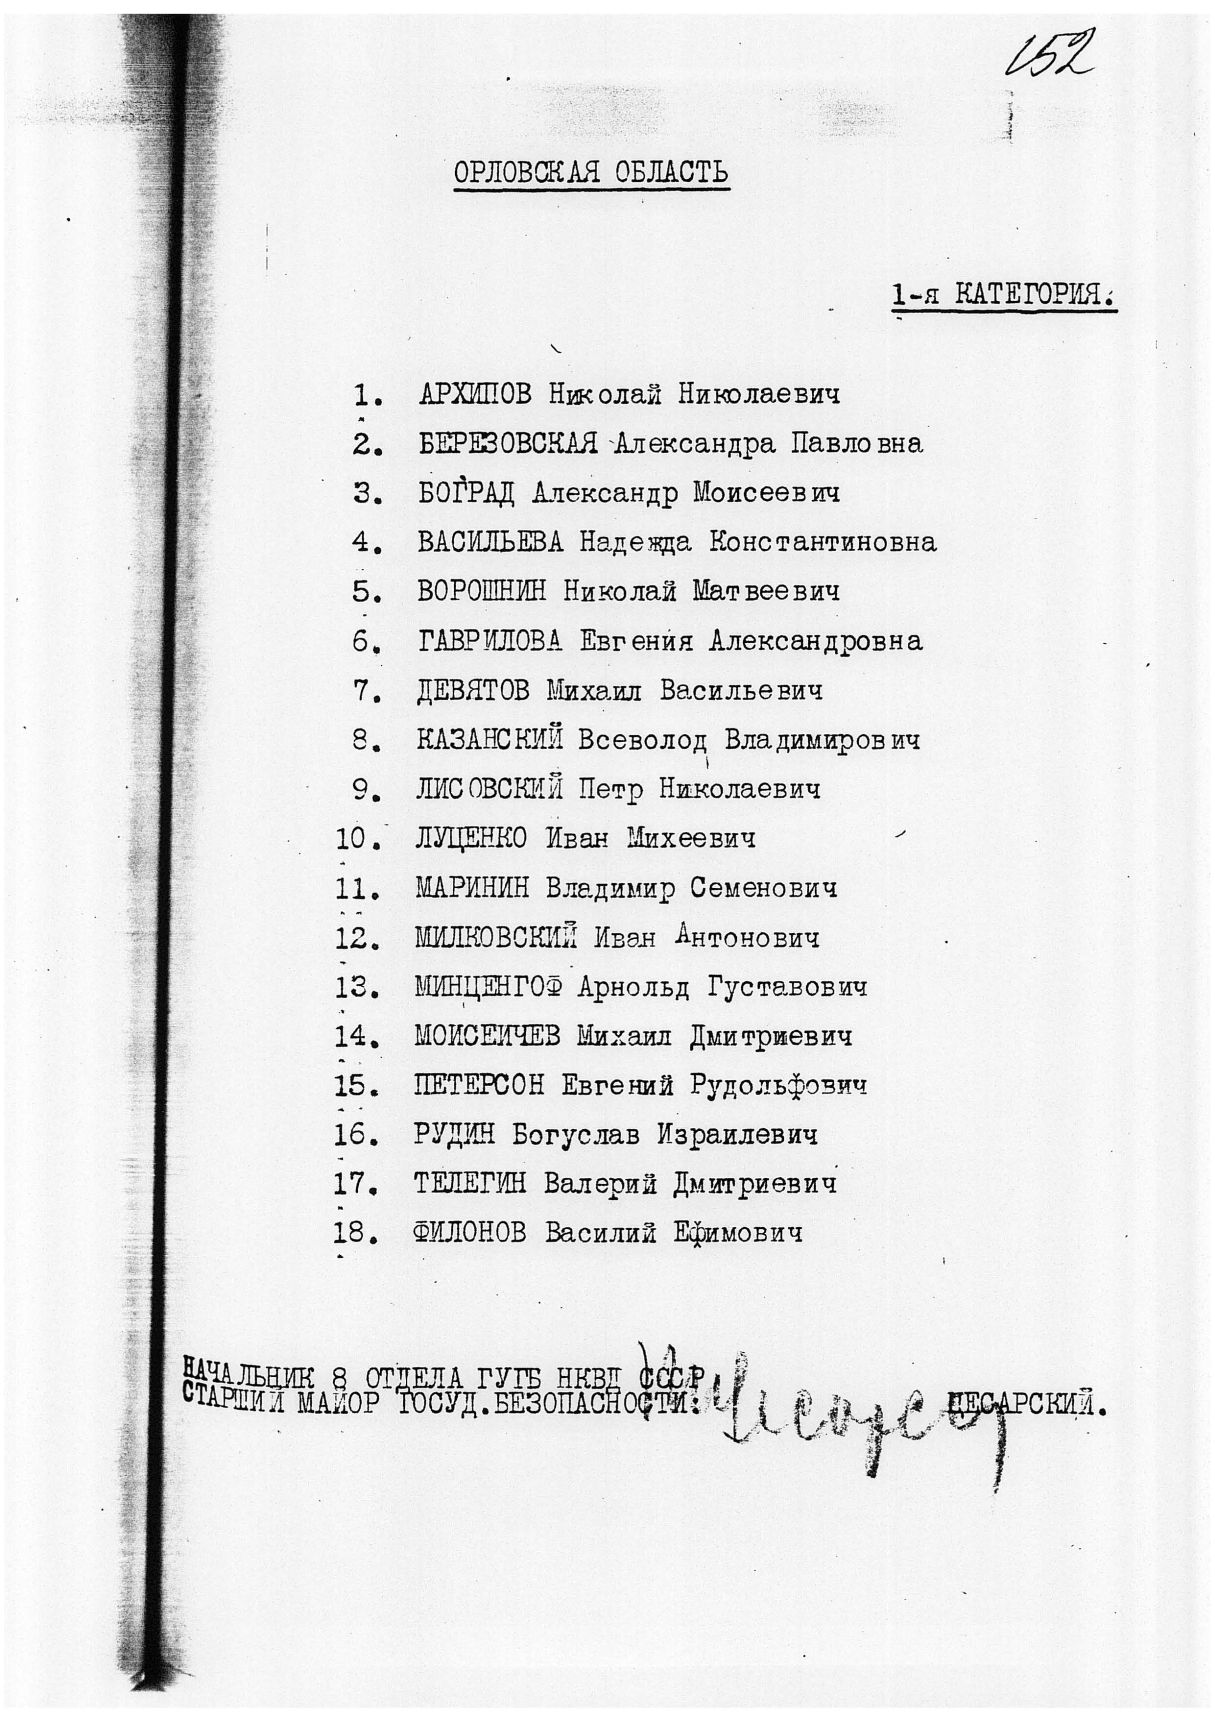 152
ОРЛОВСКАЯ ОБЛАСТЬ
1-я КАТЕГОРИЯ.
1. АРХИПОВ Николай Николаевич
2. БЕРЕЗОВСКАЯ Александра Павловна
3. БОГРАД Александр Моисеевич
4. ВАСИЛЬЕВА Надежда Константиновна
5. ВОРОШНИН Николай Матвеевич
6. ГАВРИЛОВА Евгения Александровна
7. ДЕВЯТОВ Михаил Васильевич
8. КАЗАНСКИЙ Всеволод Владимирович
9. ЛИСОВСКИЙ Петр Николаевич
10. ЛУЦЕНКО Иван Михеевич
11. МАРИНИН Владимир Семенович
12. МИЛКОВСКИЙ Иван Антонович
13. МИНЦЕНГОФ Арнольд Густавович
14. МОИСЕИЧЕВ Михаил Дмитриевич
15. ПЕТЕРСОН Евгений Рудольфович
16. РУДИН Богуслав Израилевич
17. ТЕЛЕГИН Валерий Дмитриевич
18. ФИЛОНОВ Василий Ефимович
НАЧАЛЬНИК 8 ОТДЕЛА ГУГБ НКВД СССР
СТАРШИЙ МАЙОР ГОСУД.БЕЗОПАСНОСТИ: ЦЕСАРСКИЙ.